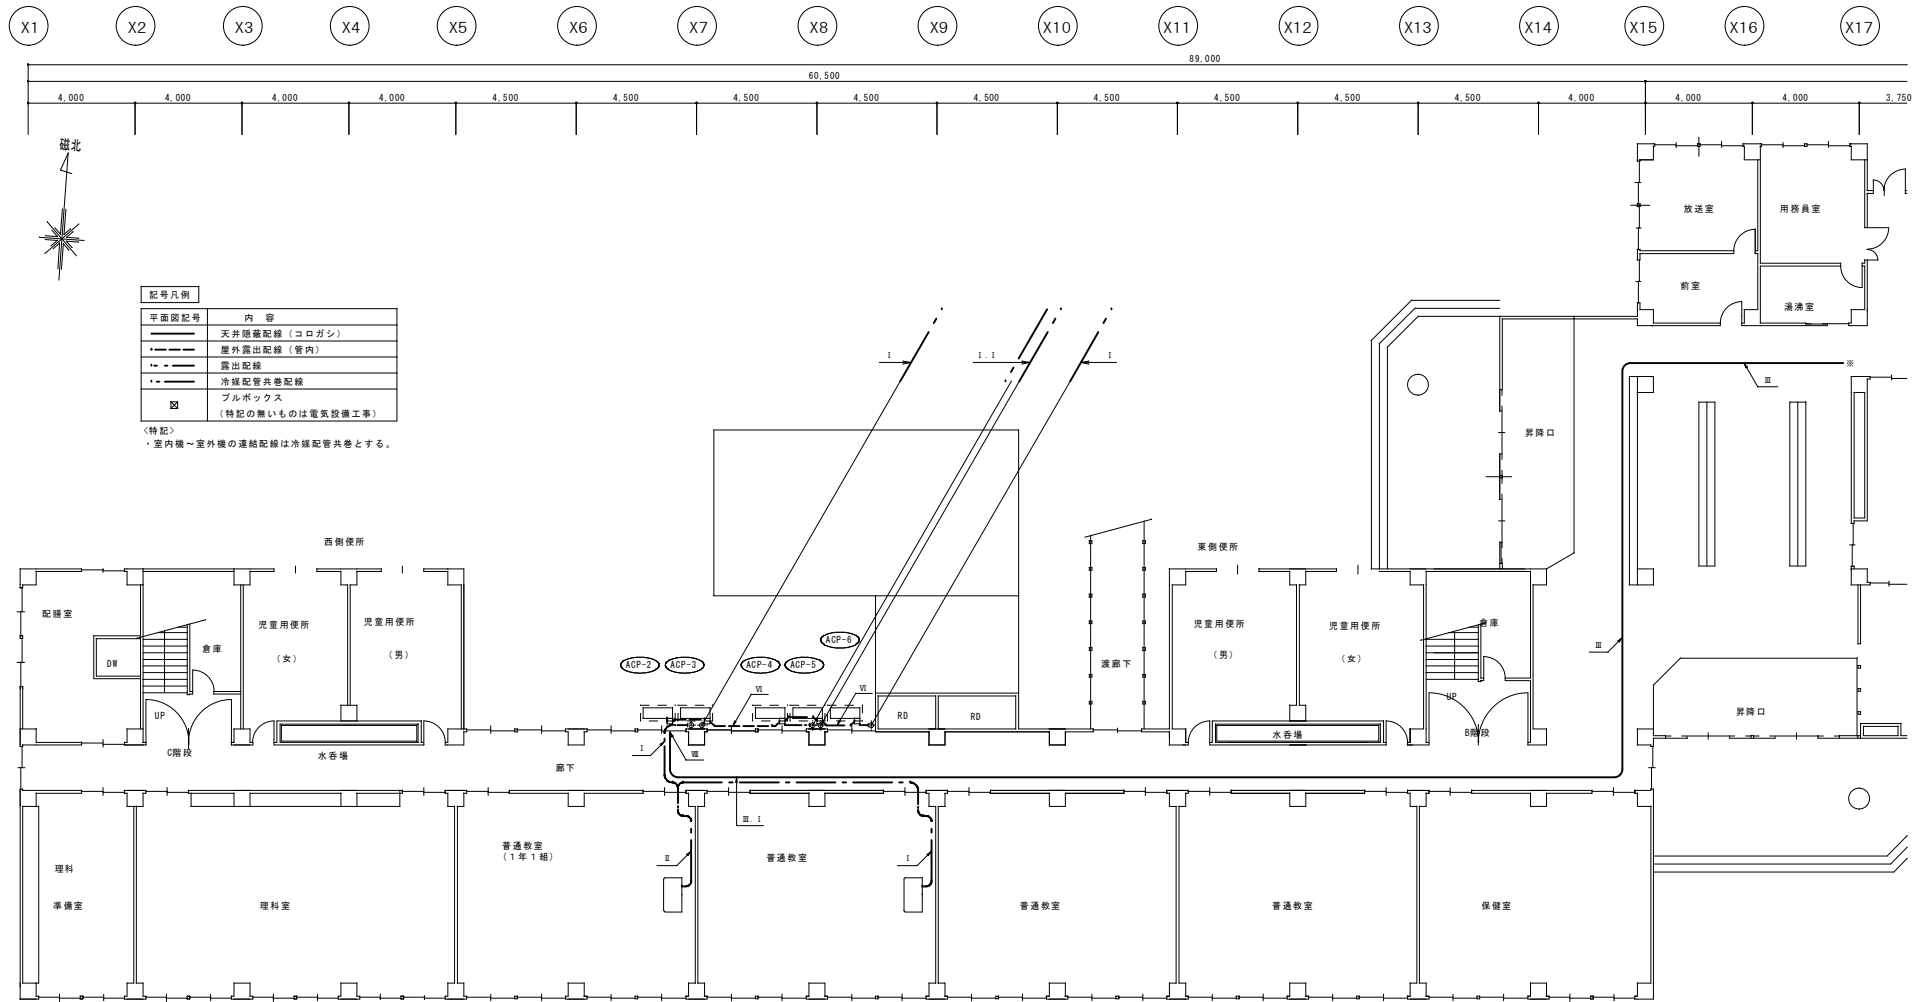 X1 X2 X3 X4 X5 X6 X7 X8 X9 X10 X11 X12 X13 X14 X15 X16 X17
89,000
60,500
4,000 4,000 4,000 4,000 4,500 4,500 4,500 4,500 4,500 4,500 4,500 4,500 4,500 4,000 4,000 4,000 3,750
磁北
放送室
用務員室
前室
湯沸室
記号凡例
平面図記号 内 容
天井隠蔽配線（コロガシ）
屋外露出配線（管内）
露出配線
冷媒配管共巻配線
プルボックス
（特記の無いものは電気設備工事）
〈特記〉
・室内機～室外機の連結配線は冷媒配管共巻とする。
I
I.I
I
※
Ⅲ
昇降口
西側便所
東側便所
配膳室
DW
倉庫
UP
児童用便所
（女）
児童用便所
（男）
ACP-2
ACP-3
ACP-4
ACP-5
ACP-6
Ⅵ
Ⅵ
RD
RD
渡廊下
児童用便所
（男）
児童用便所
（女）
倉庫
UP
Ⅲ
昇降口
C階段
水呑場
廊下
I
Ⅶ
水呑場
B階段
Ⅲ.I
理科
準備室
理科室
普通教室
（1年1組）
Ⅱ
普通教室
I
普通教室
普通教室
保健室